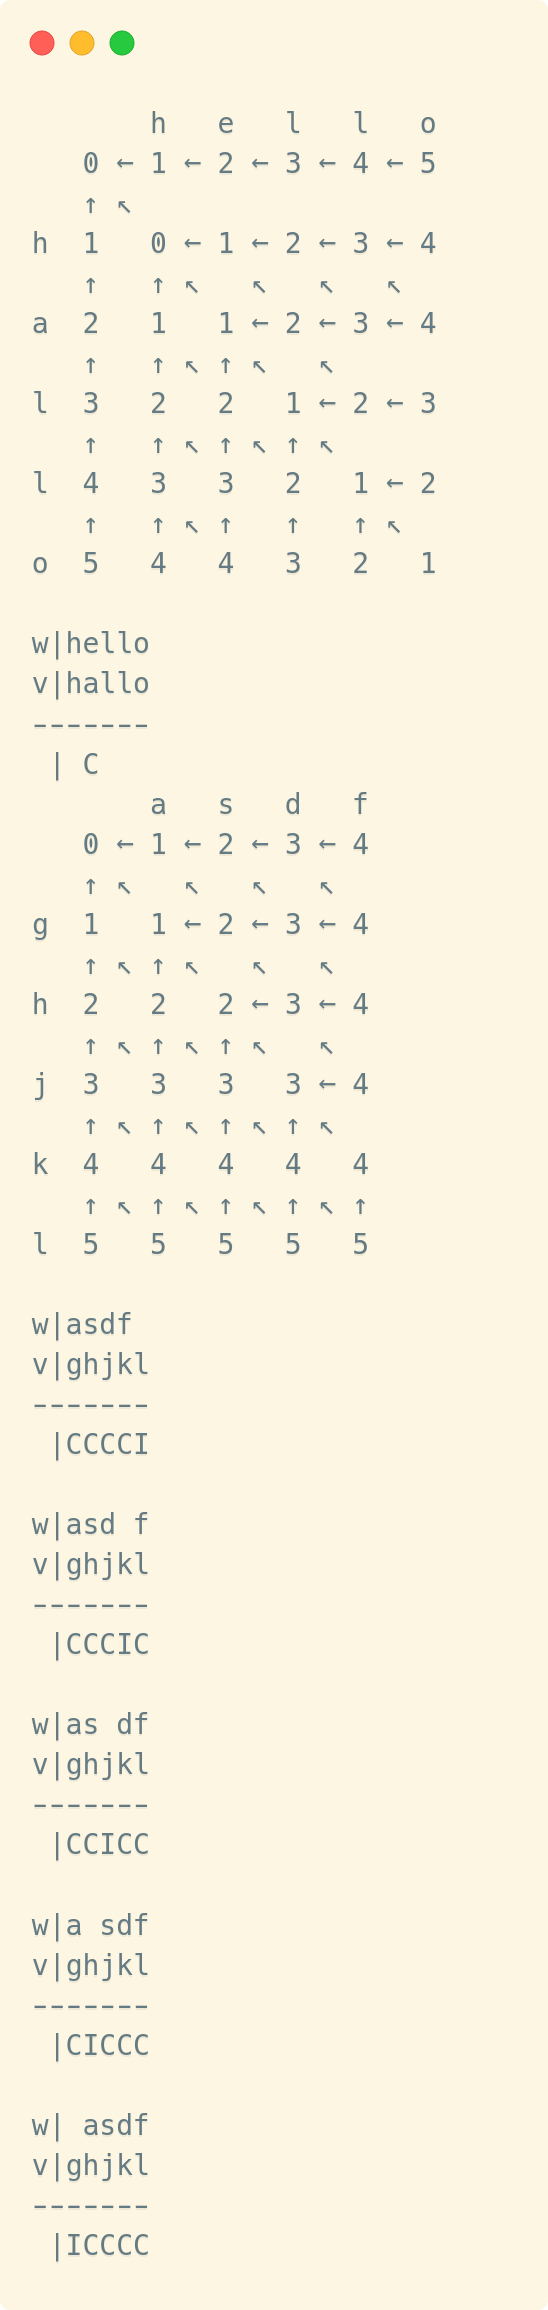 h   e   l   l   o
   0 ← 1 ← 2 ← 3 ← 4 ← 5
   ↑ ↖
h  1   0 ← 1 ← 2 ← 3 ← 4
   ↑   ↑ ↖   ↖   ↖   ↖
a  2   1   1 ← 2 ← 3 ← 4
   ↑   ↑ ↖ ↑ ↖   ↖
l  3   2   2   1 ← 2 ← 3
   ↑   ↑ ↖ ↑ ↖ ↑ ↖
l  4   3   3   2   1 ← 2
   ↑   ↑ ↖ ↑   ↑   ↑ ↖
o  5   4   4   3   2   1

w|hello
v|hallo
-------
 | C
       a   s   d   f
   0 ← 1 ← 2 ← 3 ← 4
   ↑ ↖   ↖   ↖   ↖
g  1   1 ← 2 ← 3 ← 4
   ↑ ↖ ↑ ↖   ↖   ↖
h  2   2   2 ← 3 ← 4
   ↑ ↖ ↑ ↖ ↑ ↖   ↖
j  3   3   3   3 ← 4
   ↑ ↖ ↑ ↖ ↑ ↖ ↑ ↖
k  4   4   4   4   4
   ↑ ↖ ↑ ↖ ↑ ↖ ↑ ↖ ↑
l  5   5   5   5   5

w|asdf
v|ghjkl
-------
 |CCCCI

w|asd f
v|ghjkl
-------
 |CCCIC

w|as df
v|ghjkl
-------
 |CCICC

w|a sdf
v|ghjkl
-------
 |CICCC

w| asdf
v|ghjkl
-------
 |ICCCC